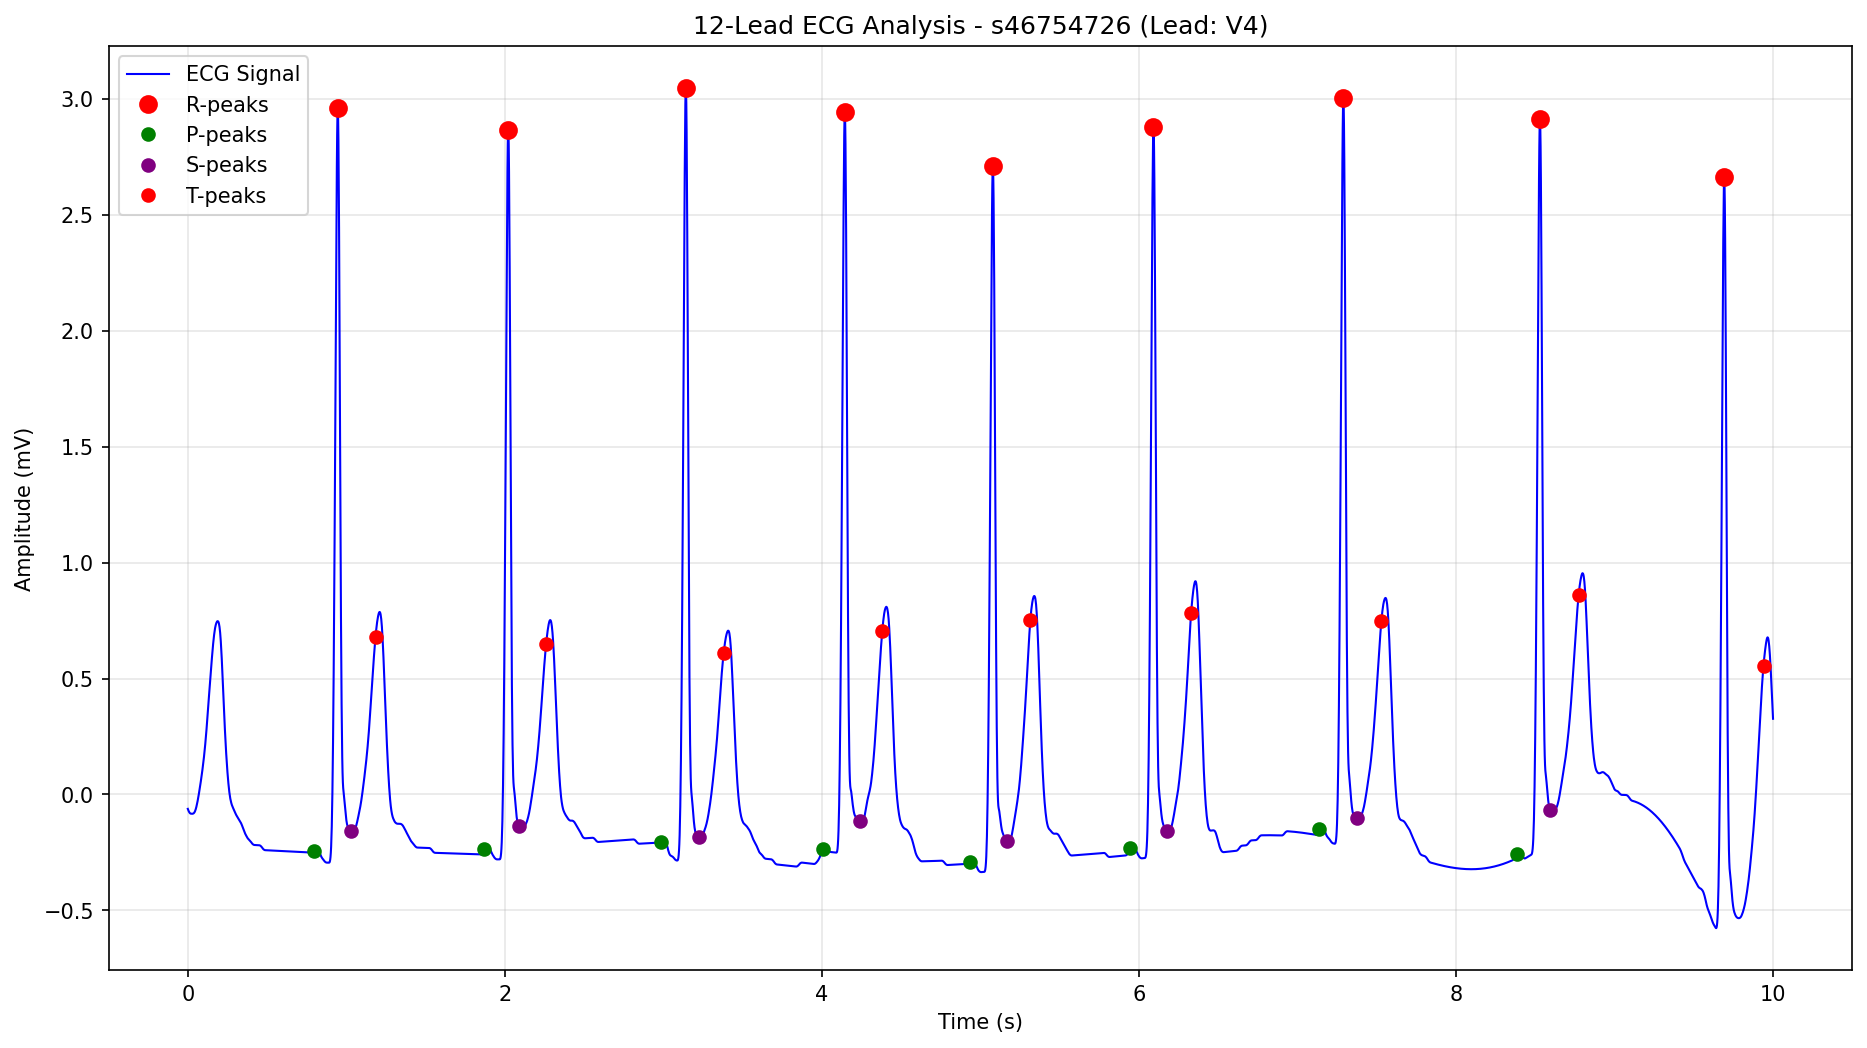 12-Lead ECG Analysis - s46754726 (Lead: V4)
ECG Signal
R-peaks
P-peaks
S-peaks
T-peaks
Amplitude (mV)
3.0
2.5
2.0
1.5
1.0
0.5
0.0
−0.5
0 2 4 6 8 10
Time (s)